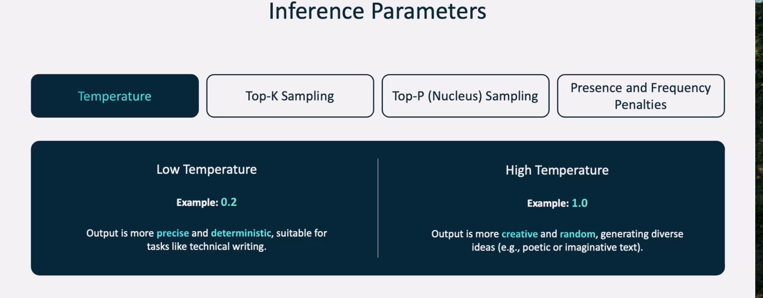 Inference Parameters
Temperature
Top-K Sampling
Top-P (Nucleus) Sampling
Presence and Frequency
Penalties
Low Temperature
Example: 0.2
Output is more precise and deterministic, suitable for
tasks like technical writing.
High Temperature
Example: 1.0
Output is more creative and random, generating diverse
ideas (e.g., poetic or imaginative text).